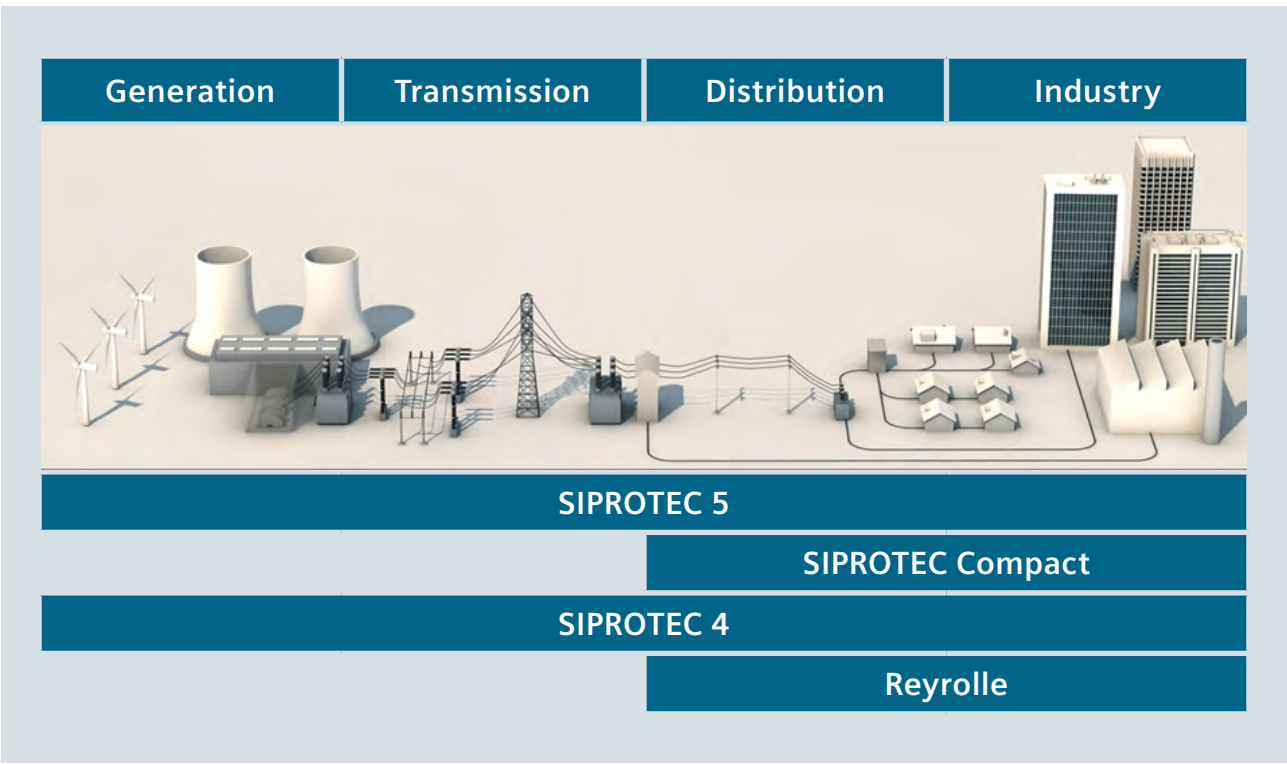 Generation Transmission Distribution Industry
SIPROTEC 5
SIPROTEC Compact
SIPROTEC 4
Reyrolle